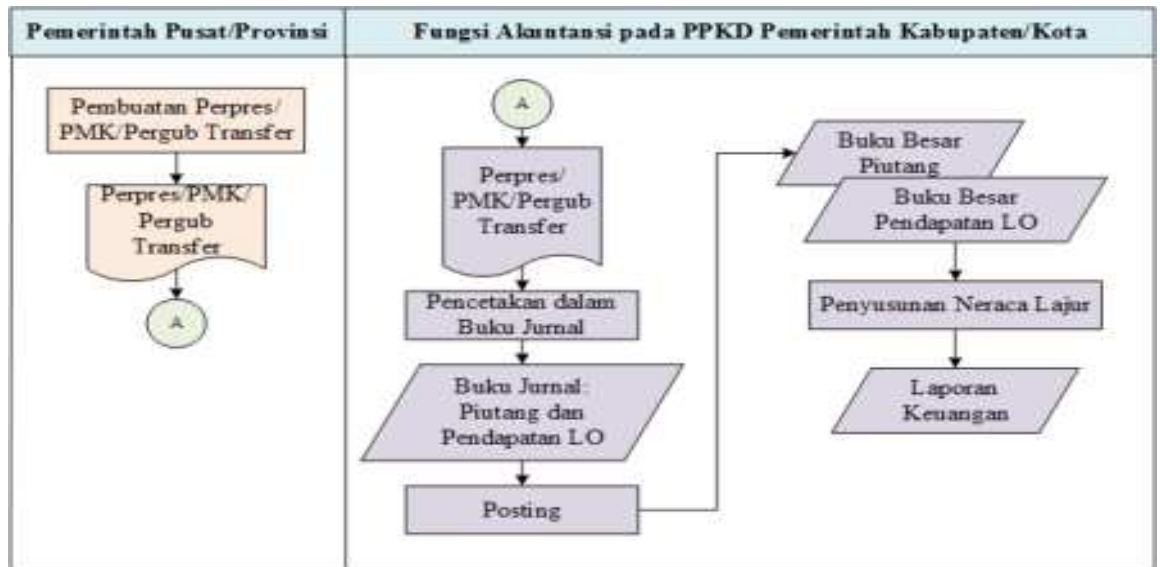 Pemerintah Pusat/Provinsi
Fungsi Akuntansi pada PPKD Pemerintah Kabupaten/Kota
Pembuatan Perpres/
PMK/Pergub Transfer
Perpres/PMK/
Pergub
Transfer
A
A
Perpres/
PMK/Pergub
Transfer
Pencetakan dalam
Buku Jurnal
Buku Jurnal:
Piutang dan
Pendapatan LO
Posting
Buku Besar
Piutang
Buku Besar
Pendapatan LO
Penyusunan Neraca Lajur
Laporan
Keuangan